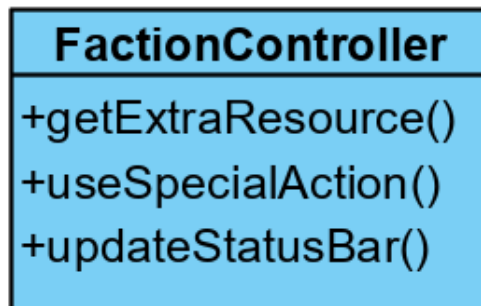 FactionController
+getExtraResource()
+useSpecialAction()
+updateStatusBar()